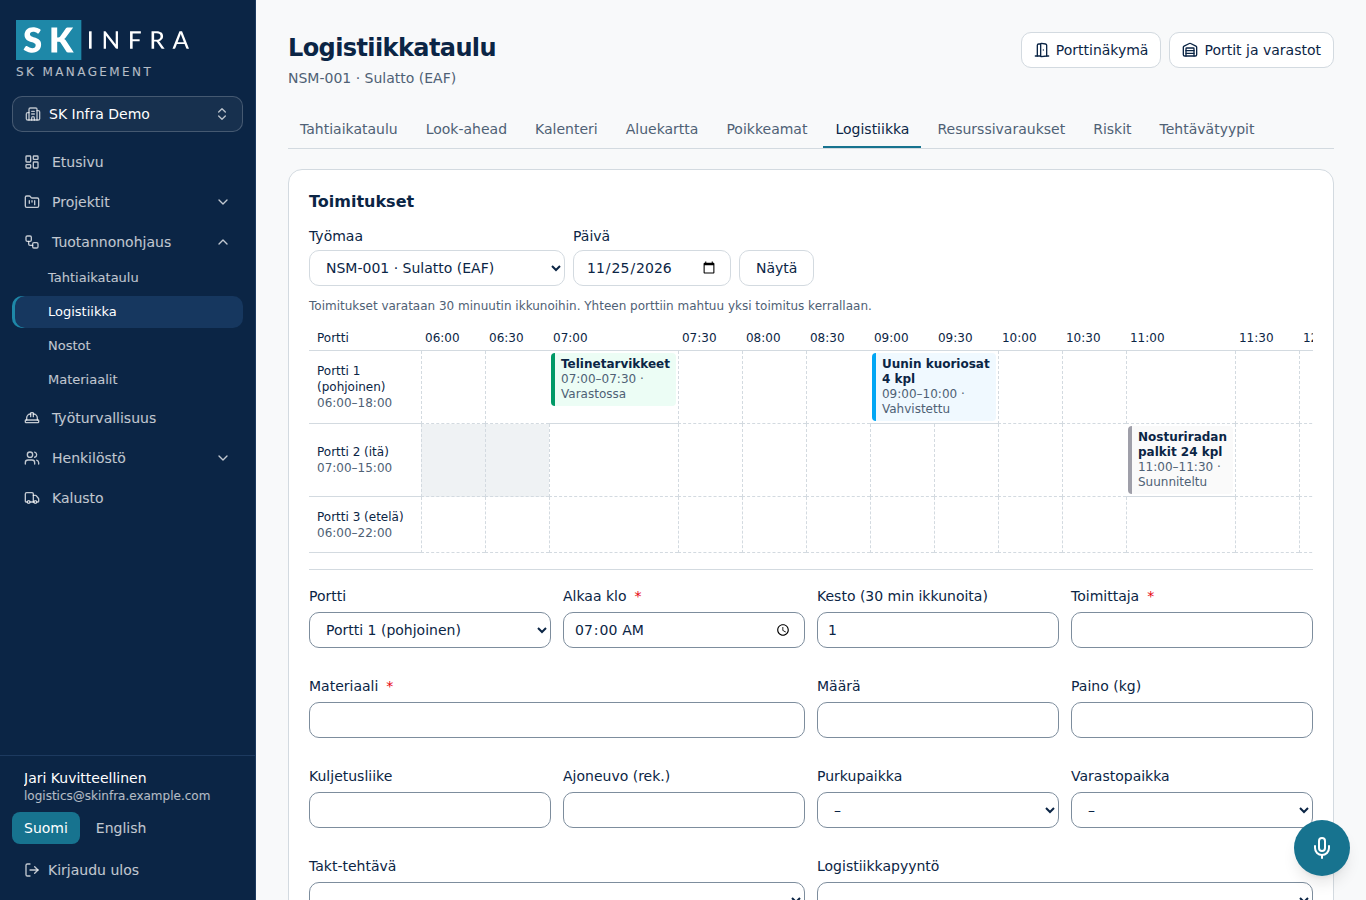 SK INFRA
SK MANAGEMENT
SK Infra Demo
Etusivu
Projektit
Tuotannonohjaus
Tahtiaikataulu
Logistiikka
Nostot
Materiaalit
Työturvallisuus
Henkilöstö
Kalusto
Jari Kuvitteellinen
logistics@skinfra.example.com
Suomi English
Kirjaudu ulos
Logistiikkataulu
NSM-001 · Sulatto (EAF)
Porttinäkymä Portit ja varastot
Tahtiaikataulu Look-ahead Kalenteri Aluekartta Poikkeamat Logistiikka Resurssivaraukset Riskit Tehtävätyypit
Toimitukset
Työmaa Päivä
NSM-001 · Sulatto (EAF) 11/25/2026 Näytä
Toimitukset varataan 30 minuutin ikkunoihin. Yhteen porttiin mahtuu yksi toimitus kerrallaan.
Portti 06:00 06:30 07:00 07:30 08:00 08:30 09:00 09:30 10:00 10:30 11:00 11:30
Portti 1
(pohjoinen)
06:00–18:00
Telinetarvikkeet
07:00–07:30 ·
Varastossa
Uunin kuoriosat
4 kpl
09:00–10:00 ·
Vahvistettu
Portti 2 (itä)
07:00–15:00
Nosturiradan
palkit 24 kpl
11:00–11:30 ·
Suunniteltu
Portti 3 (etelä)
06:00–22:00
Portti Alkaa klo * Kesto (30 min ikkunoita) Toimittaja *
Portti 1 (pohjoinen) 07:00 AM 1
Materiaali * Määrä Paino (kg)
Kuljetusliike Ajoneuvo (rek.) Purkupaikka Varastopaikka
– –
Takt-tehtävä Logistiikkapyyntö